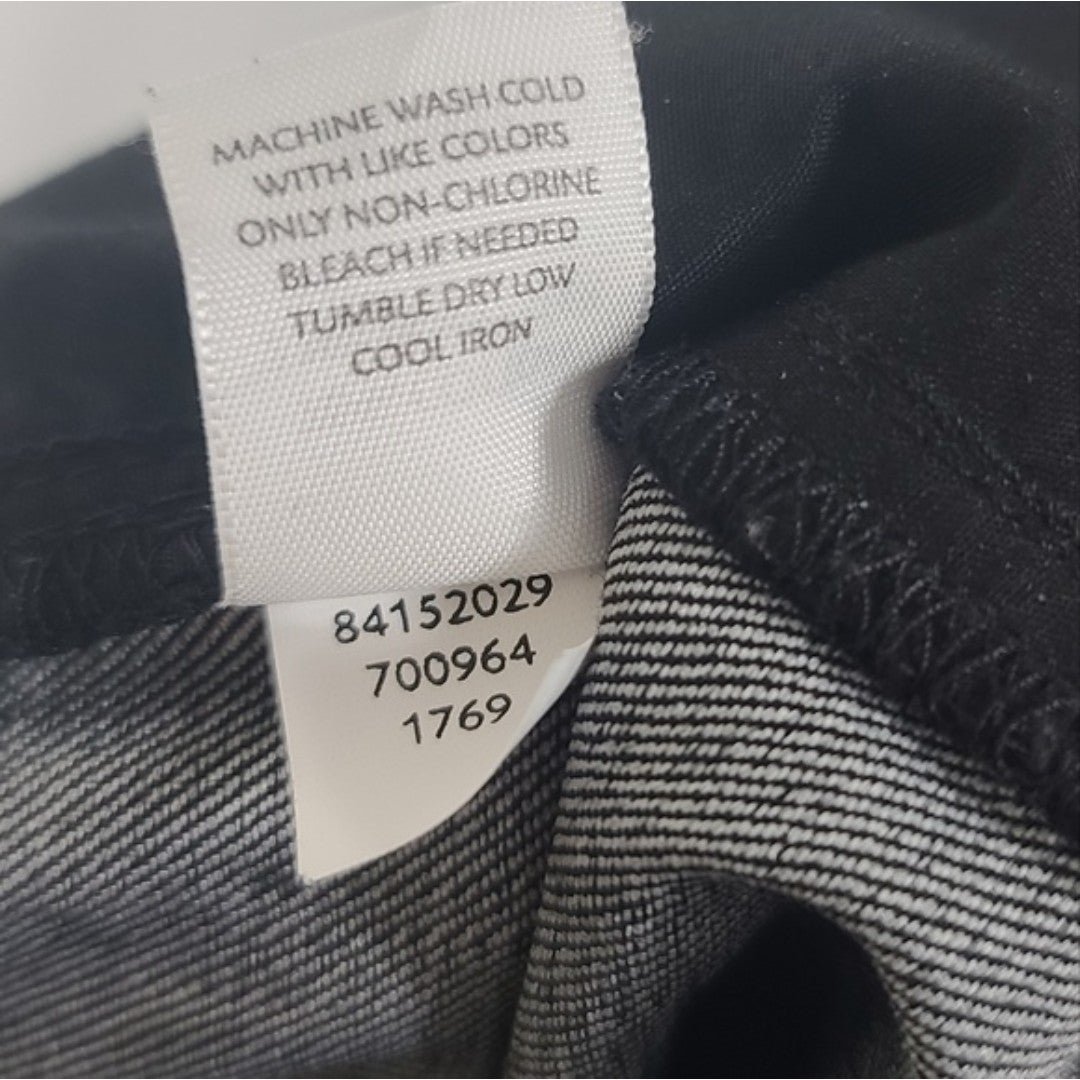 MACHINE WASH COLD
WITH LIKE COLORS
ONLY NON-CHLORINE
BLEACH IF NEEDED
TUMBLE DRY LOW
COOL IRON
84152029
700964
1769